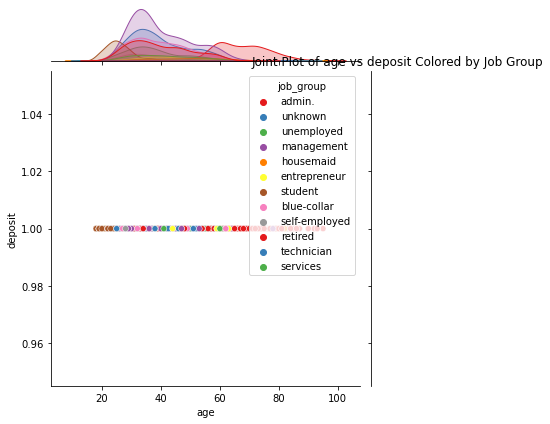 Joint Plot of age vs deposit Colored by Job Group
job_group
admin.
unknown
unemployed
management
housemaid
entrepreneur
student
blue-collar
self-employed
retired
technician
services
deposit
1.04
1.02
1.00
0.98
0.96
20 40 60 80 100
age